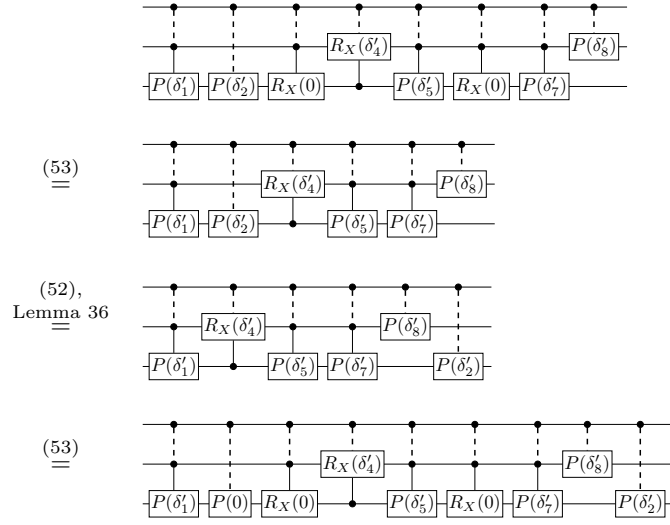 R_X(δ′_4) P(δ′_8)
P(δ′_1) P(δ′_2) R_X(0) P(δ′_5) R_X(0) P(δ′_7)
(53)
=
R_X(δ′_4) P(δ′_8)
P(δ′_1) P(δ′_2) P(δ′_5) P(δ′_7)
(52),
Lemma 36
=
R_X(δ′_4) P(δ′_8)
P(δ′_1) P(δ′_5) P(δ′_7) P(δ′_2)
(53)
=
R_X(δ′_4) P(δ′_8)
P(δ′_1) P(0) R_X(0) P(δ′_5) R_X(0) P(δ′_7) P(δ′_2)